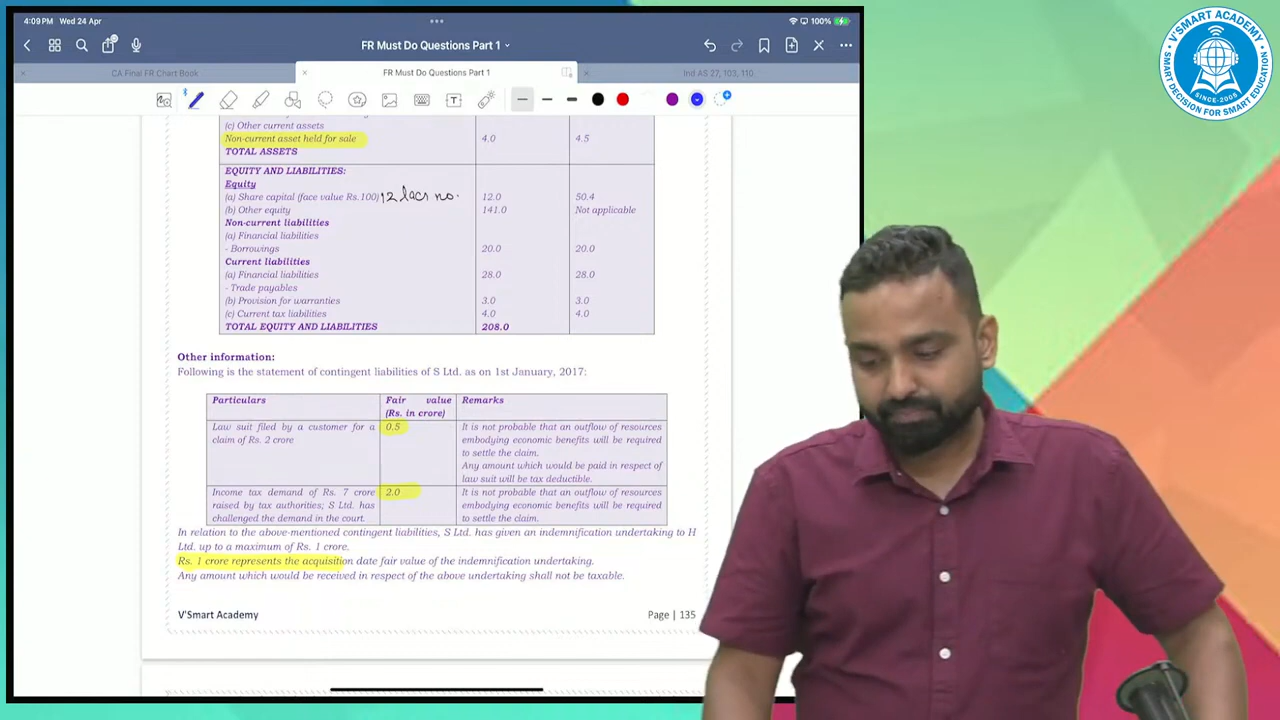 4:09 PM Wed 24 Apr
100%
FR Must Do Questions Part 1
CA Final FR Chart Book
FR Must Do Questions Part 1
Ind AS 27, 103, 110
(c) Other current assets
Non-current asset held for sale 4.0 4.5
TOTAL ASSETS
EQUITY AND LIABILITIES:
Equity
(a) Share capital (face value Rs.100) 12 lacs no. 12.0 50.4
(b) Other equity 141.0 Not applicable
Non-current liabilities
(a) Financial liabilities
- Borrowings 20.0 20.0
Current liabilities
(a) Financial liabilities 28.0 28.0
- Trade payables
(b) Provision for warranties 3.0 3.0
(c) Current tax liabilities 4.0 4.0
TOTAL EQUITY AND LIABILITIES 208.0
Other information:
Following is the statement of contingent liabilities of S Ltd. as on 1st January, 2017:
Particulars Fair value (Rs. in crore) Remarks
Law suit filed by a customer for a
claim of Rs. 2 crore
0.5
It is not probable that an outflow of resources
embodying economic benefits will be required
to settle the claim.
Any amount which would be paid in respect of
law suit will be tax deductible.
Income tax demand of Rs. 7 crore
raised by tax authorities; S Ltd. has
challenged the demand in the court.
2.0
It is not probable that an outflow of resources
embodying economic benefits will be required
to settle the claim.
In relation to the above-mentioned contingent liabilities, S Ltd. has given an indemnification undertaking to H
Ltd. up to a maximum of Rs. 1 crore.
Rs. 1 crore represents the acquisition date fair value of the indemnification undertaking.
Any amount which would be received in respect of the above undertaking shall not be taxable.
V'Smart Academy Page | 135
V'SMART ACADEMY
SINCE-2006
SMART DECISION FOR SMART EDUCATION